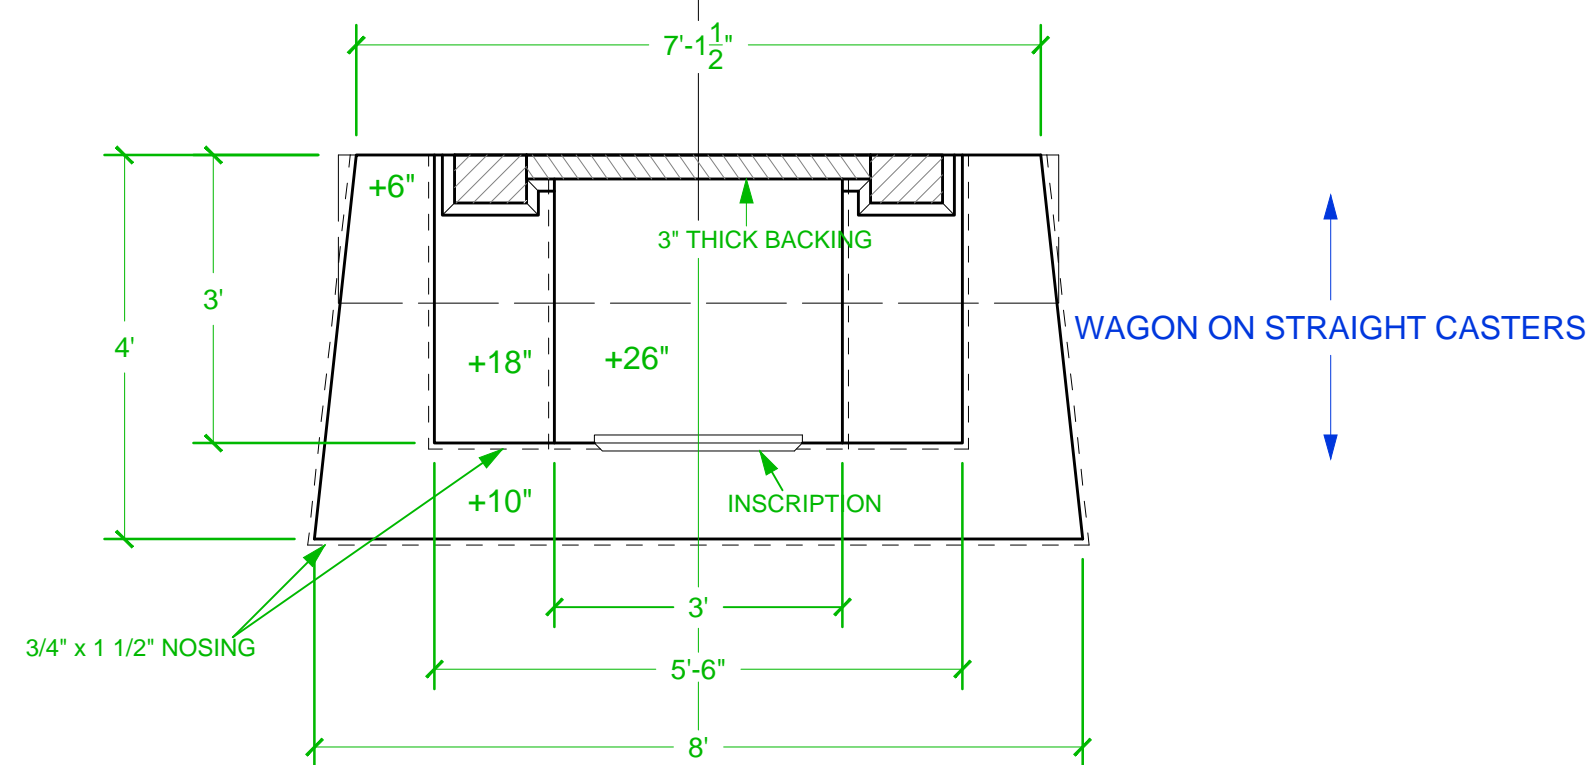 7'-1 1/2"
+6"
3" THICK BACKING
3'
WAGON ON STRAIGHT CASTERS
4'
+18"
+26"
+10"
INSCRIPTION
3'
3/4" x 1 1/2" NOSING
5'-6"
8'